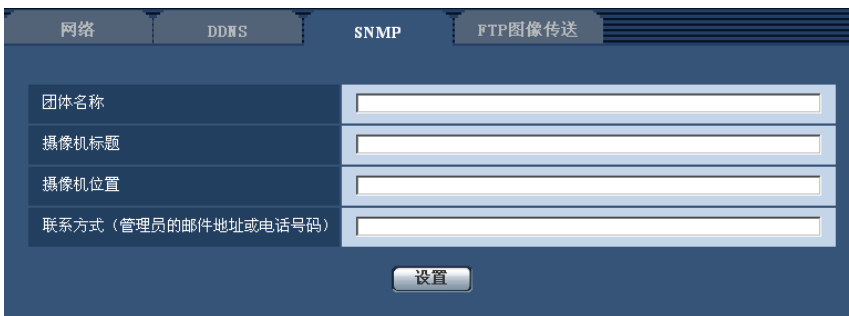 网络 DDNS SNMP FTP图像传送
团体名称
摄像机标题
摄像机位置
联系方式（管理员的邮件地址或电话号码）
设置